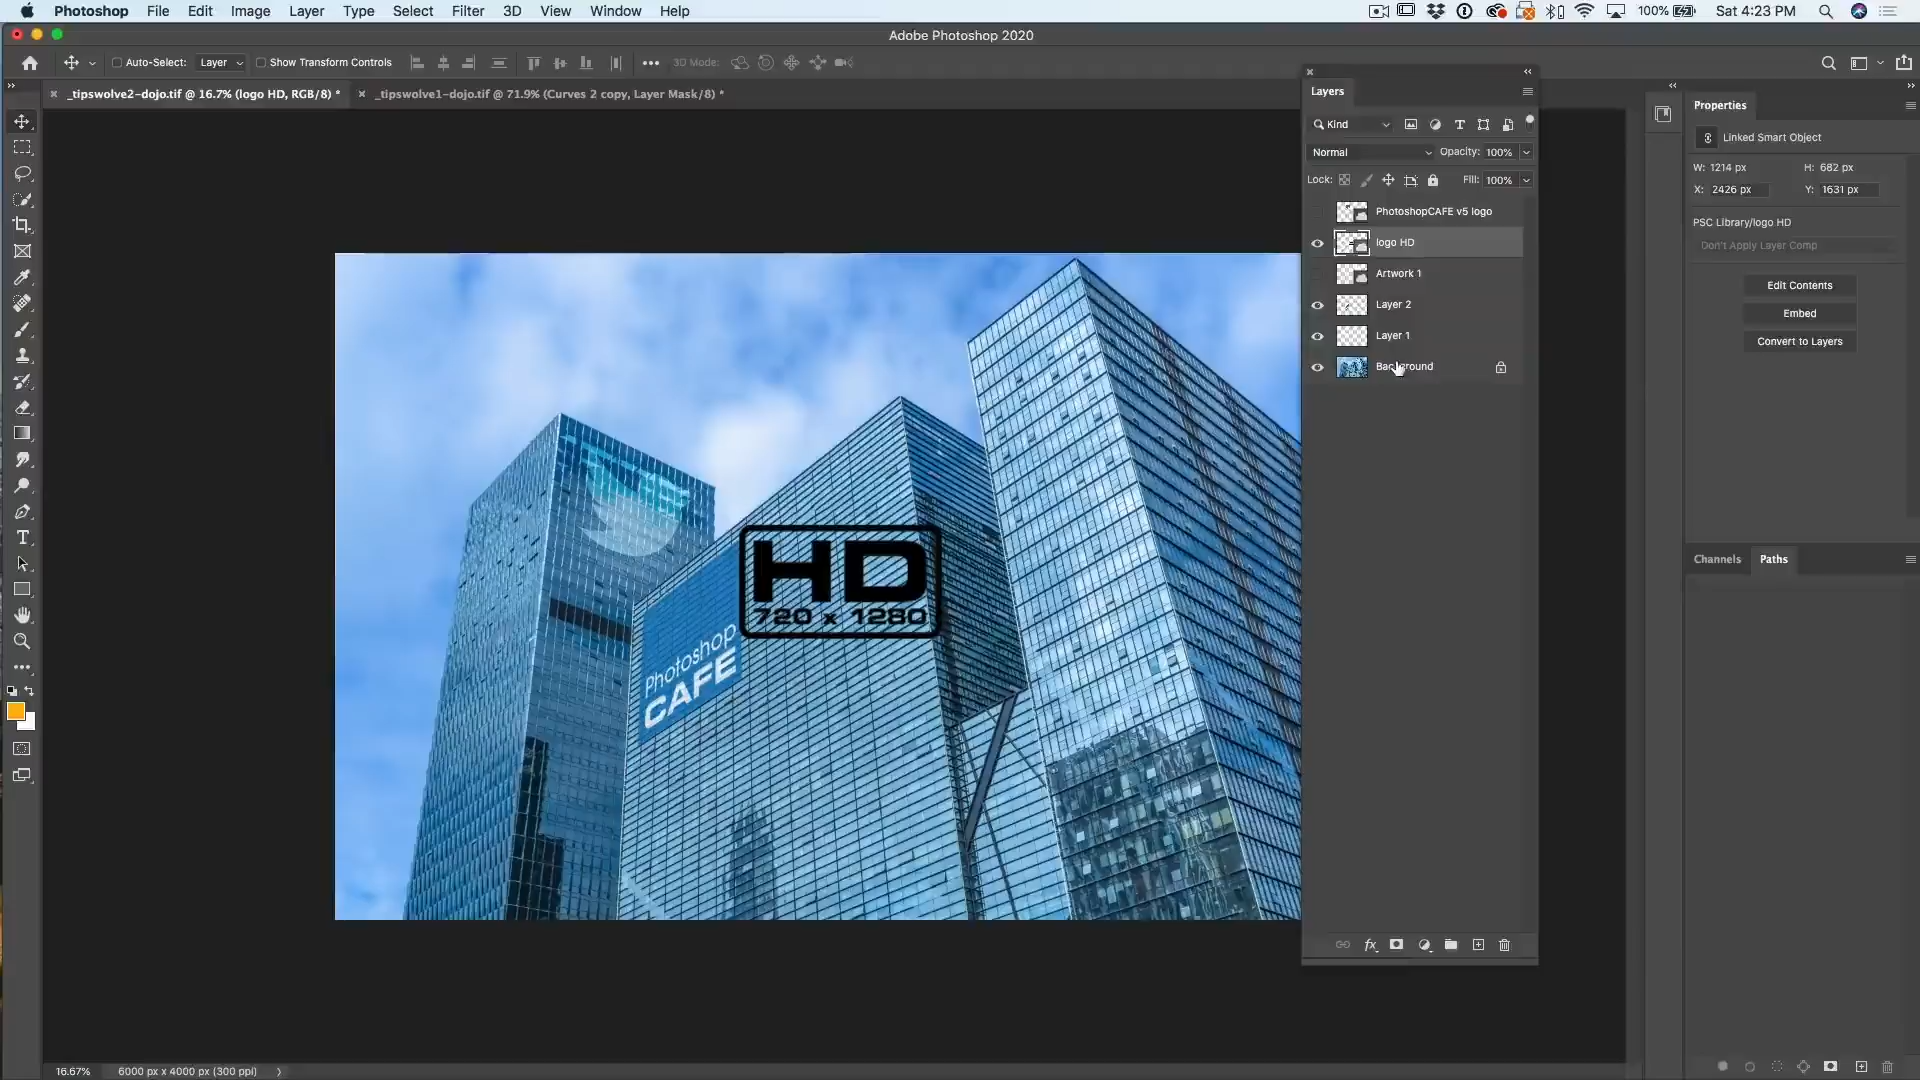 Photoshop File Edit Image Layer Type Select Filter 3D View Window Help 100% Sat 4:23 PM
Adobe Photoshop 2020
Auto-Select: Layer Show Transform Controls 3D Mode:
_tipswolve2-dojo.tif @ 16.7% (logo HD, RGB/8) * _tipswolve1-dojo.tif @ 71.9% (Curves 2 copy, Layer Mask/8) *
Layers
Kind
Normal Opacity: 100%
Lock: Fill: 100%
PhotoshopCAFE v5 logo
logo HD
Artwork 1
Layer 2
Layer 1
Background
Properties
Linked Smart Object
W: 1214 px H: 682 px
X: 2426 px Y: 1631 px
PSC Library/logo HD
Don't Apply Layer Comp
Edit Contents
Embed
Convert to Layers
Channels Paths
HD
720 x 1280
Photoshop
CAFE
fx
16.67% 6000 px x 4000 px (300 ppi)